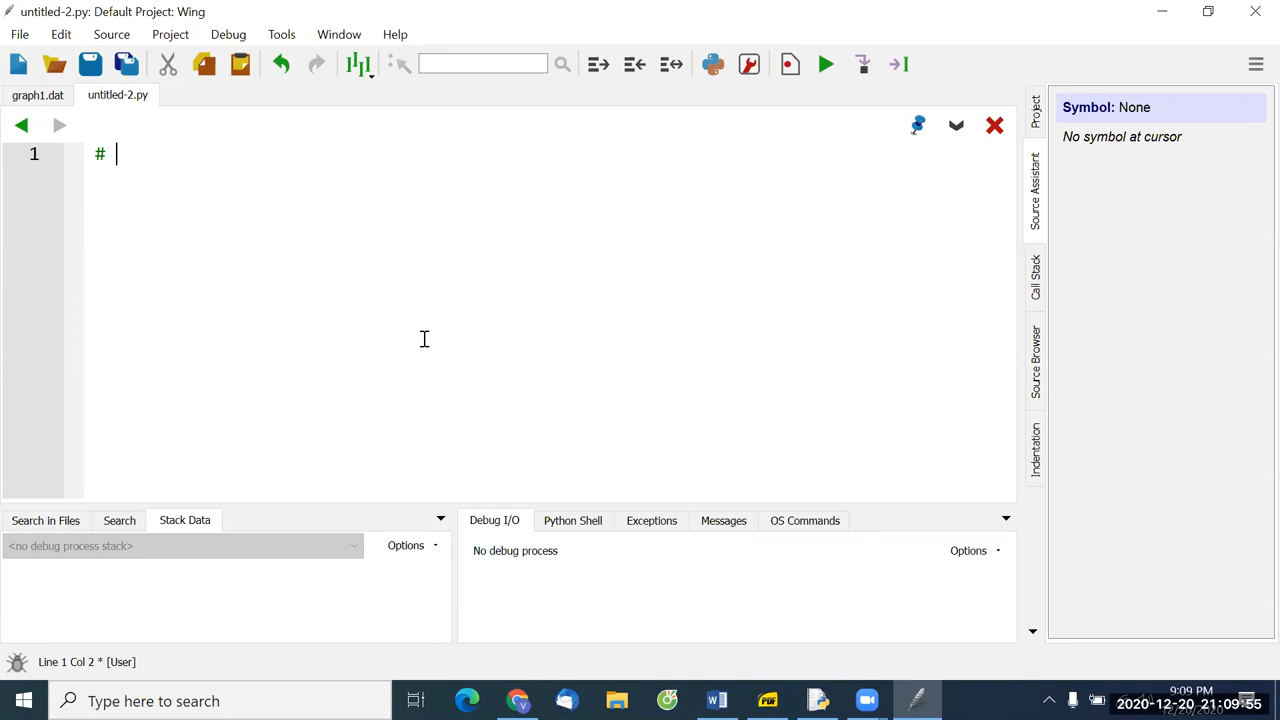 untitled-2.py: Default Project: Wing
File Edit Source Project Debug Tools Window Help
graph1.dat untitled-2.py
1 #
Project
Source Assistant
Call Stack
Source Browser
Indentation
Symbol: None
No symbol at cursor
Search in Files Search Stack Data
<no debug process stack> Options
Debug I/O Python Shell Exceptions Messages OS Commands
No debug process Options
Line 1 Col 2 * [User]
Type here to search
PDF
9:09 PM
2020-12-20 21:09:55